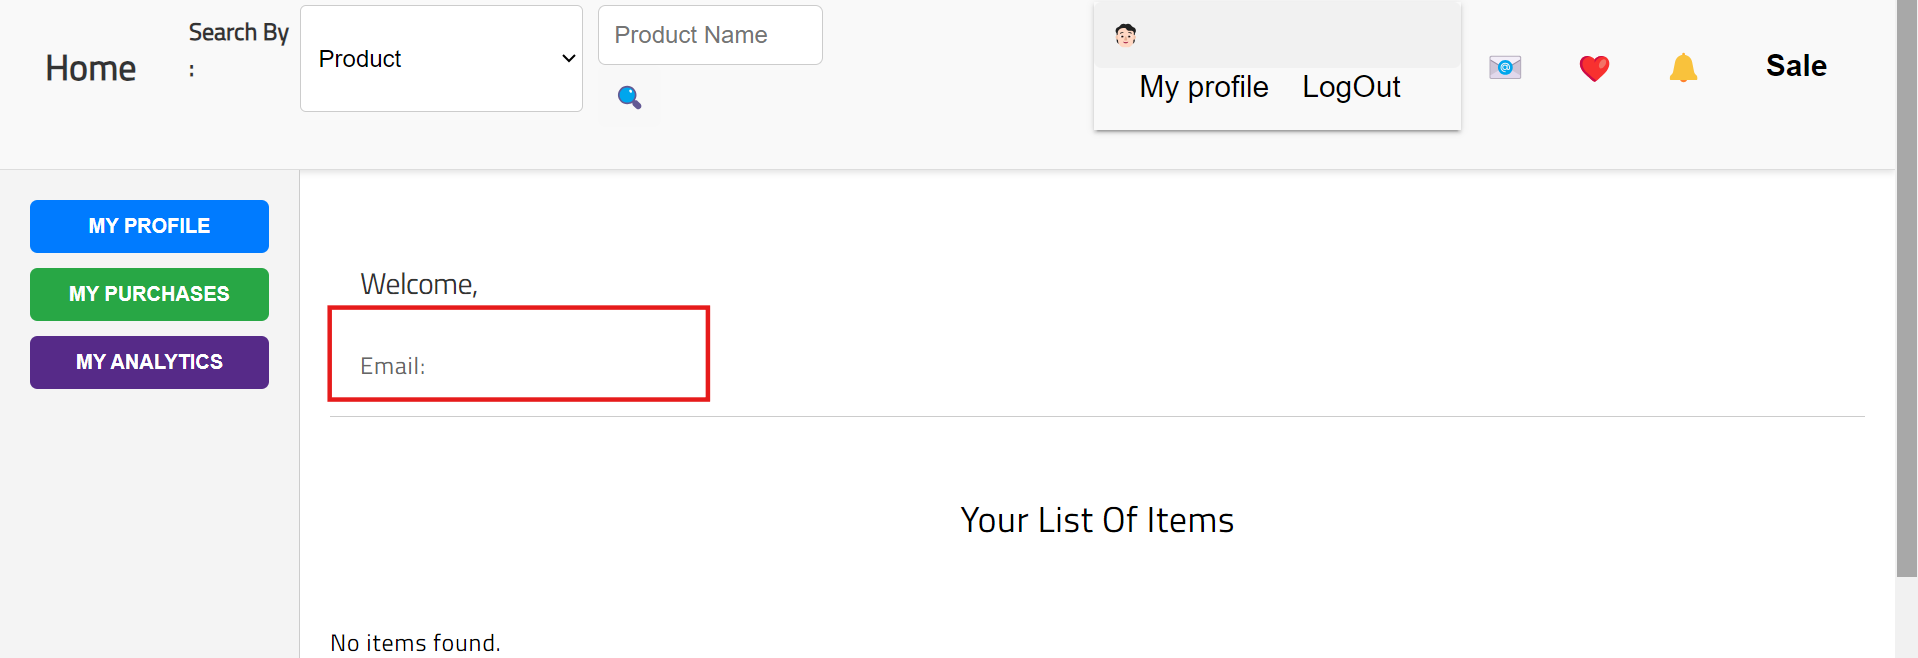 Home
Search By
:
Product
Product Name
My profile LogOut
Sale
MY PROFILE
MY PURCHASES
MY ANALYTICS
Welcome,
Email:
Your List Of Items
No items found.